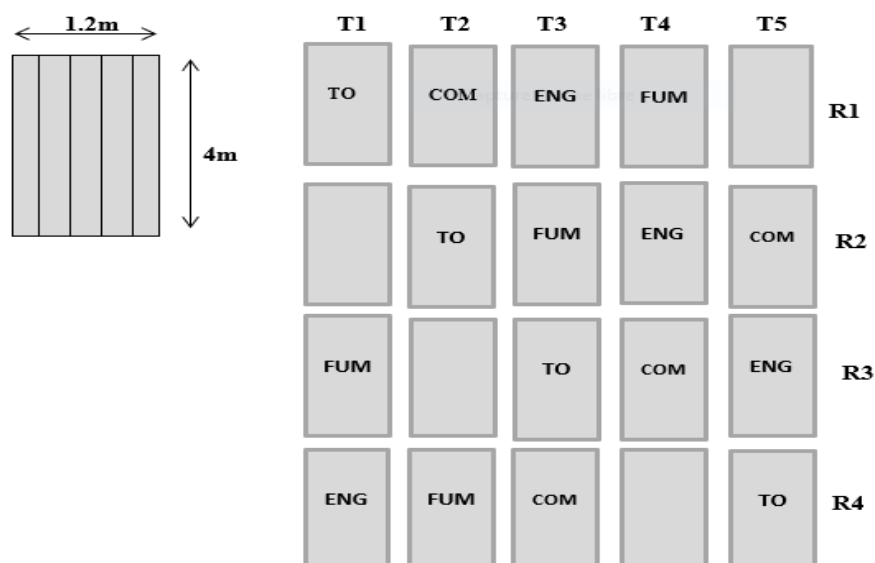 1.2m
4m
T1 T2 T3 T4 T5
TO COM ENG FUM R1
TO FUM ENG COM R2
FUM TO COM ENG R3
ENG FUM COM TO R4